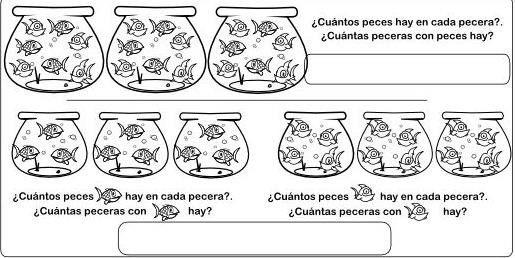 ¿Cuántos peces hay en cada pecera?.
¿Cuántas peceras con peces hay?
¿Cuántos peces hay en cada pecera?.
¿Cuántas peceras con hay?
¿Cuántos peces hay en cada pecera?.
¿Cuántas peceras con hay?